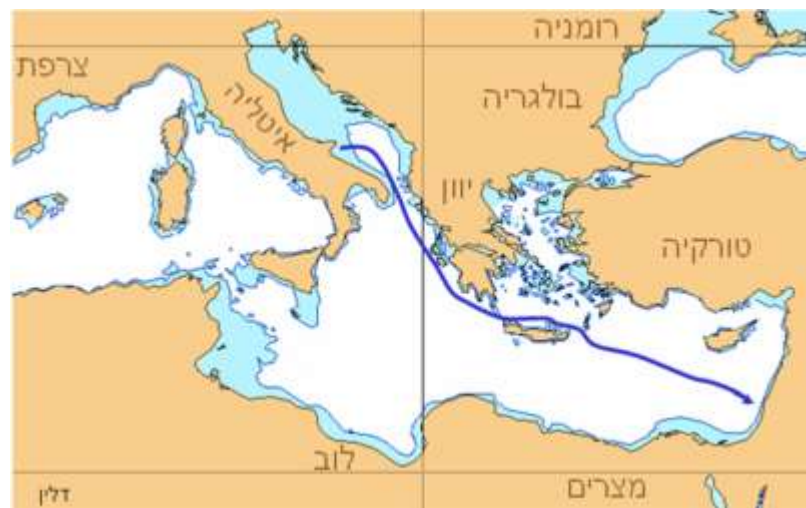 רומניה
צרפת
בולגריה
איטליה
יוון
טורקיה
לוב
מצרים
דלין